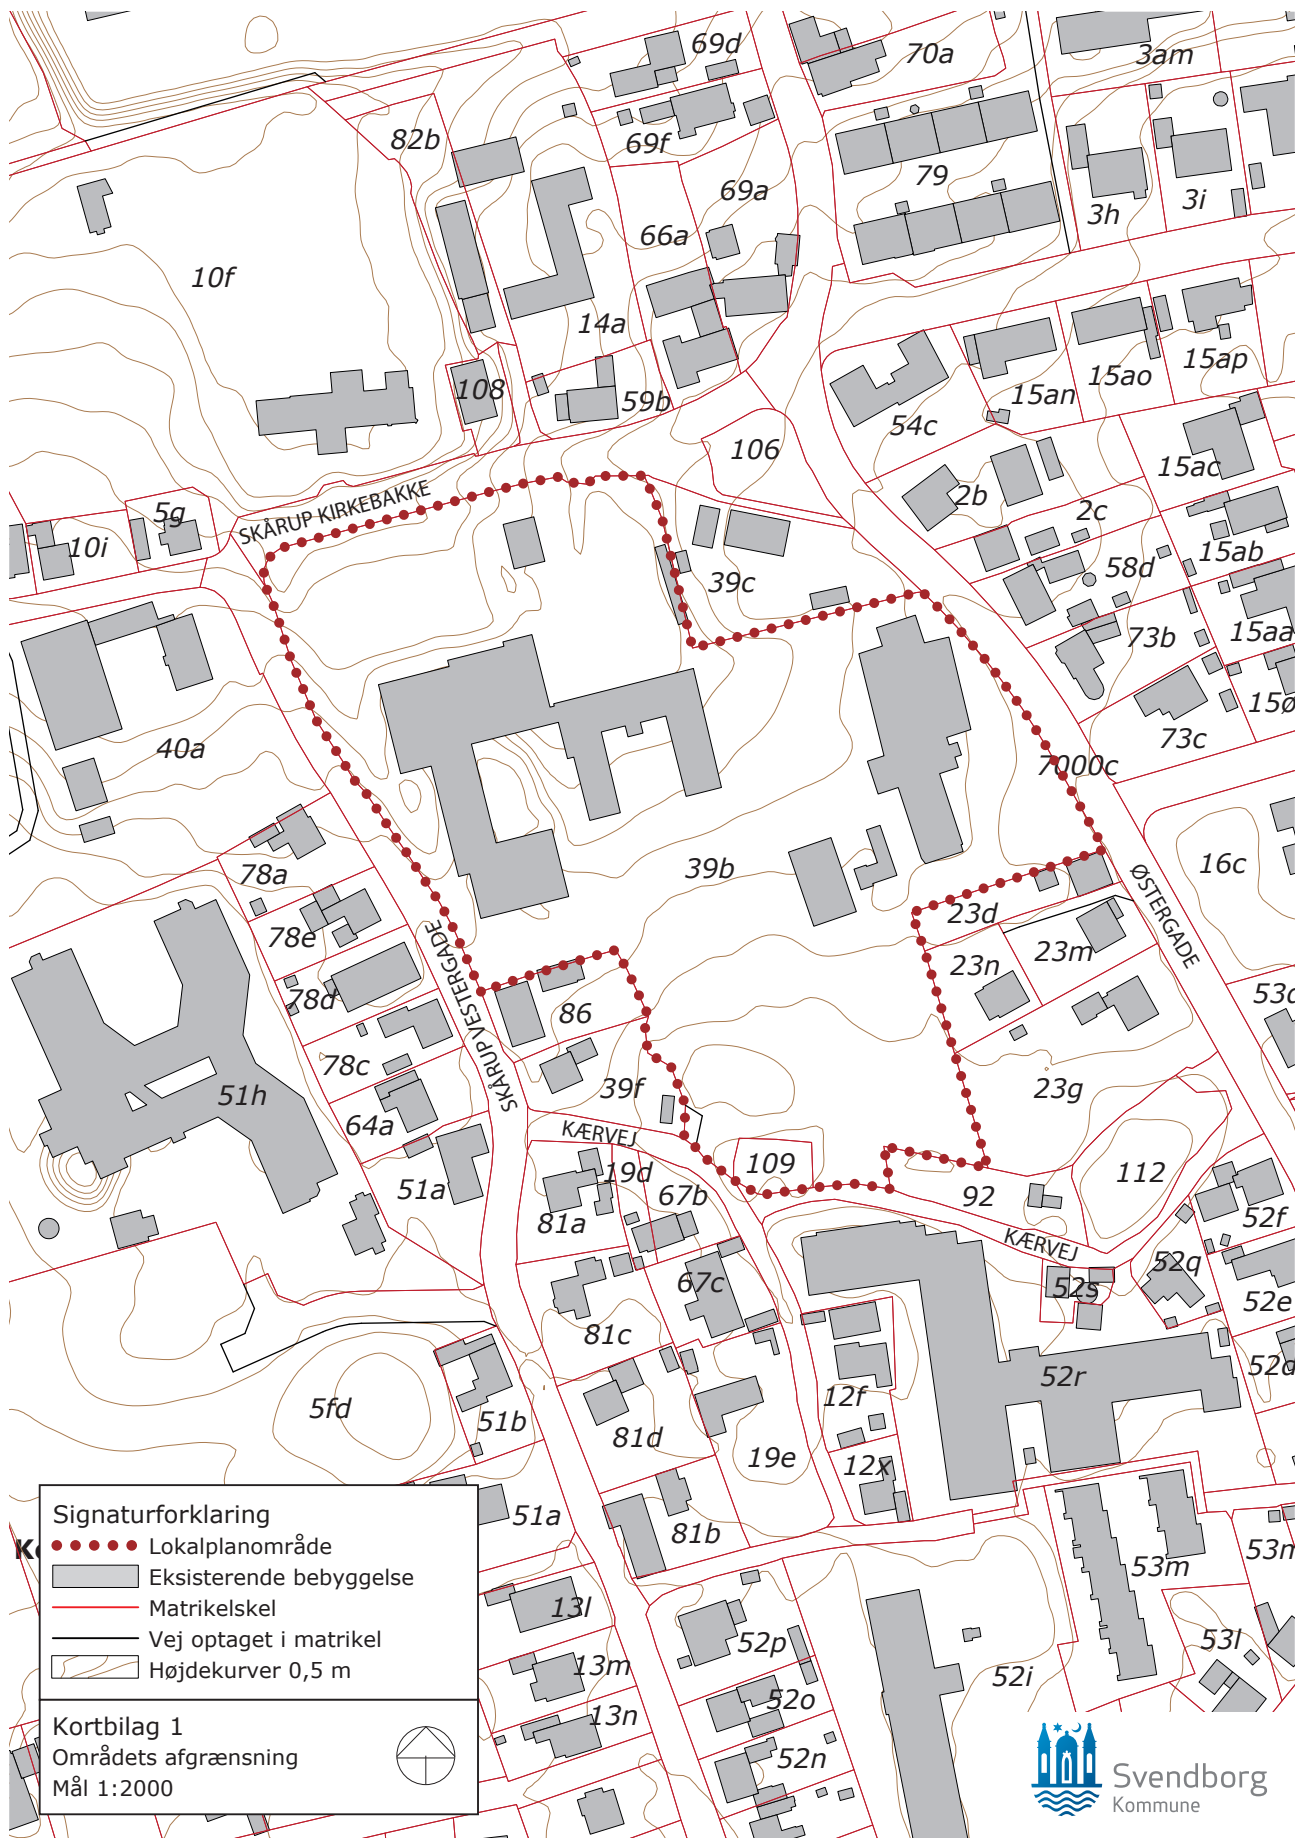 69d
70a
3am
82b
69f
79
69a
3h
3i
66a
10f
14a
15ap
15ao
108
59b
15an
54c
106
15ac
SKÅRUP KIRKEBAKKE
2b
5g
2c
10i
15ab
58d
39c
15aa
73b
15ø
73c
40a
7000c
16c
39b
78a
ØSTERGADE
23d
78e
23m
23n
SKÅRUP VESTERGADE
78d
86
53c
78c
39f
23g
51h
64a
KÆRVEJ
109
19d
112
51a
67b
92
81a
52f
KÆRVEJ
52q
67c
52s
52e
81c
52r
52d
5fd
12f
51b
81d
19e
12x
51a
81b
53m
53m
13l
52p
53l
13m
52i
52o
13n
52n
Signaturforklaring
Lokalplanområde
Eksisterende bebyggelse
Matrikelskel
Vej optaget i matrikel
Højdekurver 0,5 m
Kortbilag 1
Områdets afgrænsning
Mål 1:2000
Svendborg
Kommune